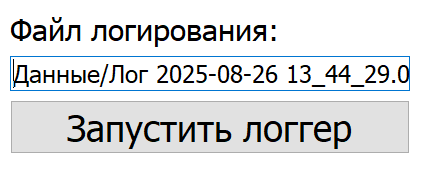 Файл логирования:
Данные/Лог 2025-08-26 13_44_29.0
Запустить логгер